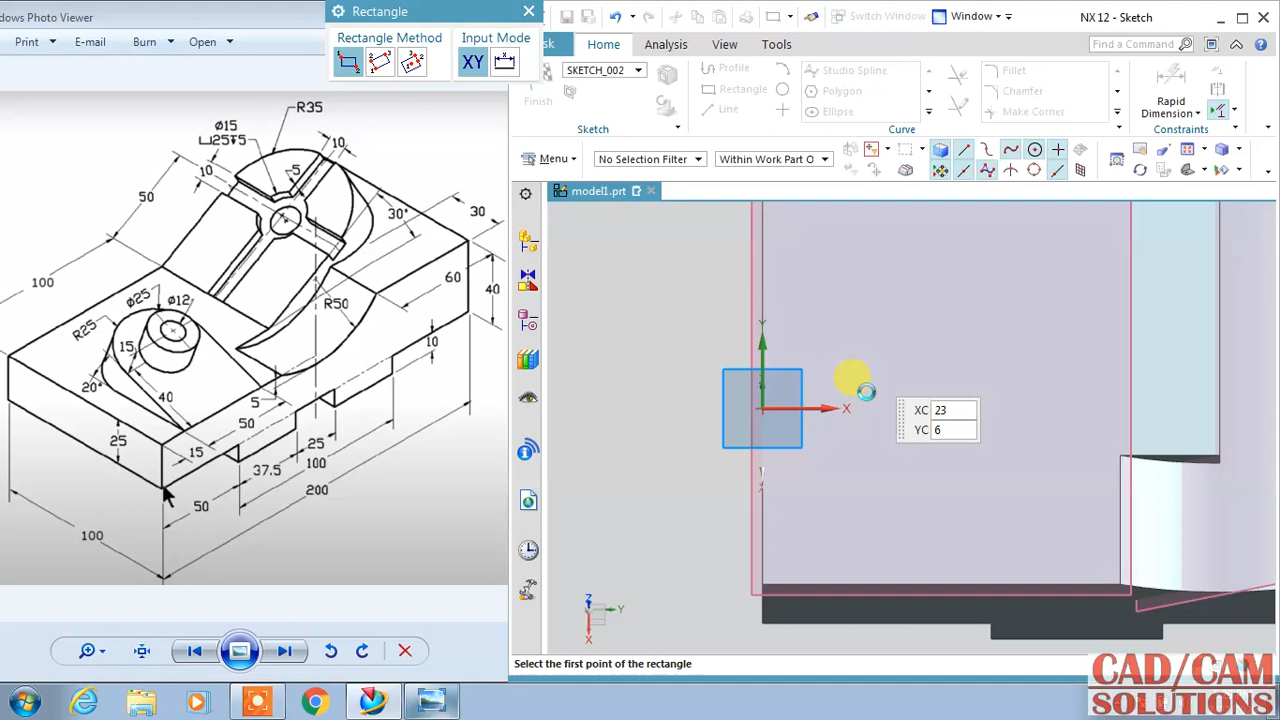 ndows Photo Viewer
Print
E-mail
Burn
Open
Rectangle
Rectangle Method
Input Mode
XY
Switch Window
Window
NX 12 - Sketch
sk
Home
Analysis
View
Tools
Find a Command
SKETCH_002
Finish
Sketch
Profile
Rectangle
Line
Studio Spline
Polygon
Ellipse
Fillet
Chamfer
Make Corner
Curve
Rapid
Dimension
Constraints
Menu
No Selection Filter
Within Work Part O
model1.prt
R35
ø15
⌴25↧5
10
5
10
50
30°
30
100
60
40
ø25
ø12
R25
R50
15
10
20°
40
5
50
25
15
25
37.5
100
50
200
100
Y
X
XC 23
YC 6
Z
Y
X
Select the first point of the rectangle
CAD/CAM
SOLUTIONS